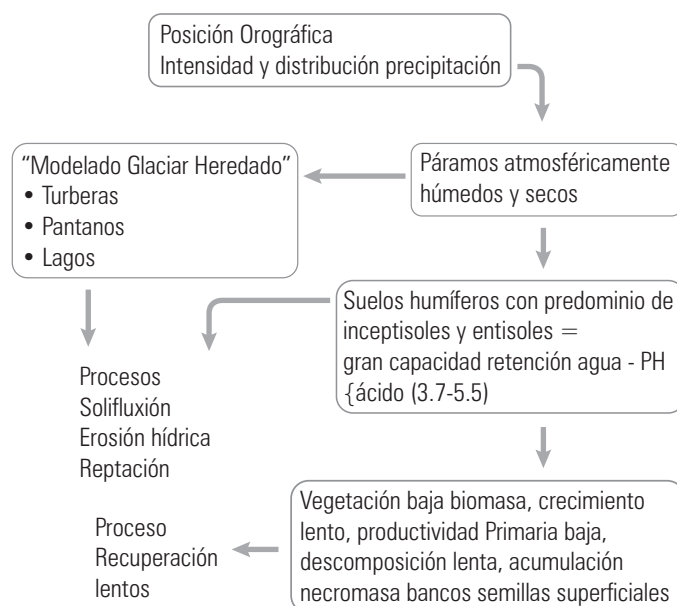 Posición Orográfica
Intensidad y distribución precipitación
“Modelado Glaciar Heredado”
• Turberas
• Pantanos
• Lagos
Páramos atmosféricamente
húmedos y secos
Suelos humíferos con predominio de
inceptisoles y entisoles =
gran capacidad retención agua - PH
{ácido (3.7-5.5)
Procesos
Solifluxión
Erosión hídrica
Reptación
Vegetación baja biomasa, crecimiento
lento, productividad Primaria baja,
descomposición lenta, acumulación
necromasa bancos semillas superficiales
Proceso
Recuperación
lentos